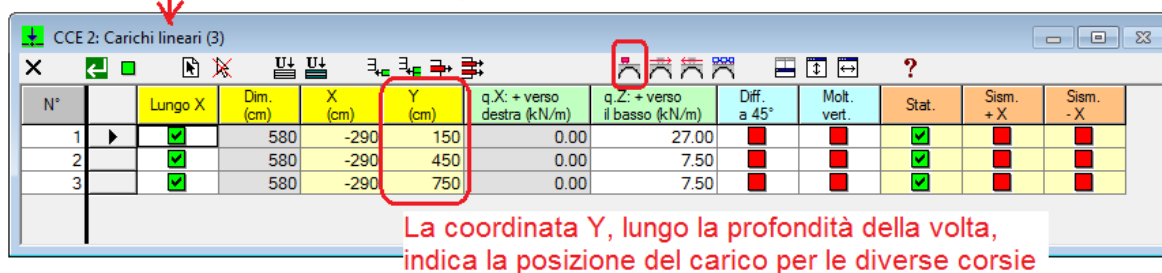 CCE 2: Carichi lineari (3)
N° Lungo X Dim. (cm) X (cm) Y (cm) q.X: + verso destra (kN/m) q.Z: + verso il basso (kN/m) Diff. a 45° Molt. vert. Stat. Sism. + X Sism. - X
1 580 -290 150 0.00 27.00
2 580 -290 450 0.00 7.50
3 580 -290 750 0.00 7.50
La coordinata Y, lungo la profondità della volta,
indica la posizione del carico per le diverse corsie